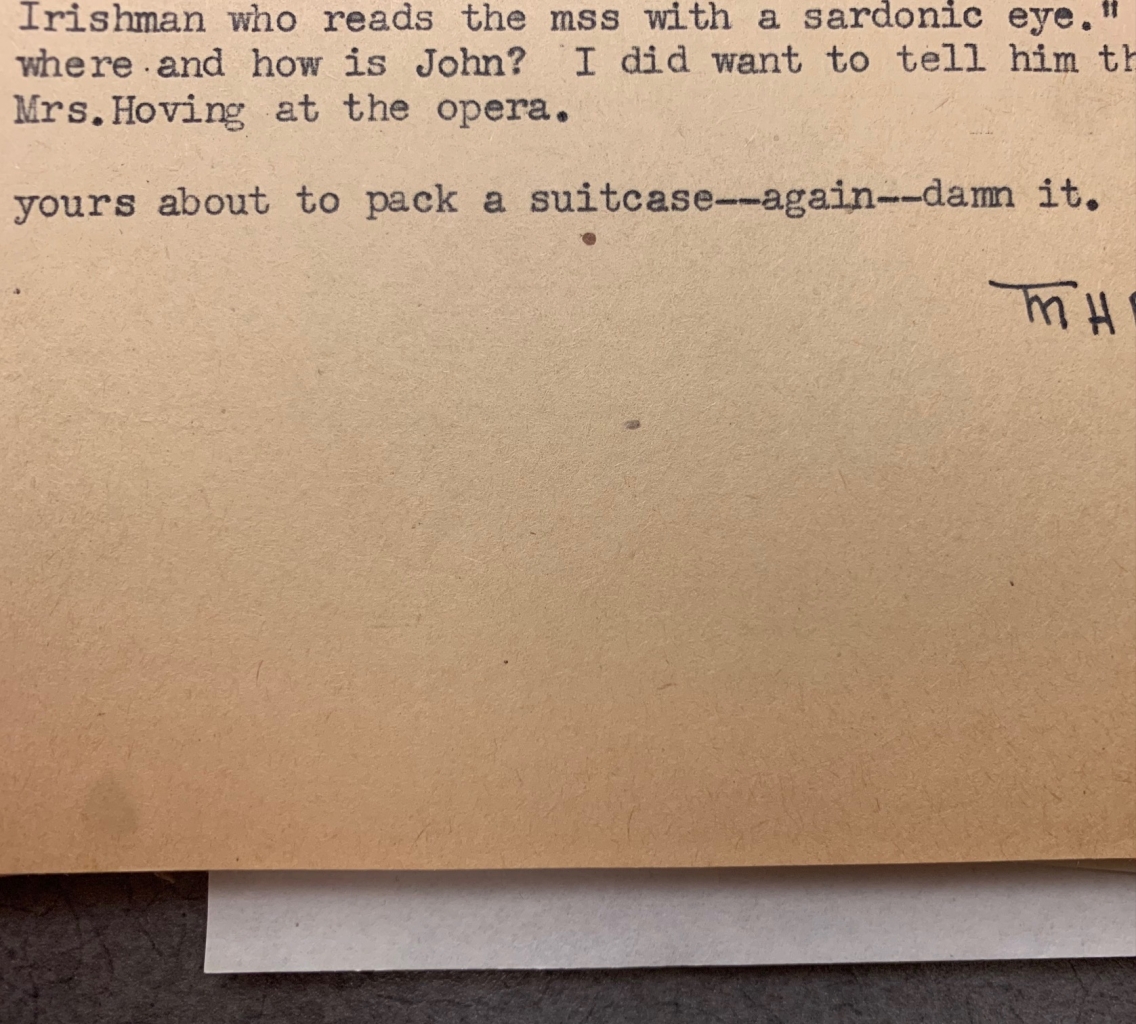 Irishman who reads the mss with a sardonic eye."
where and how is John?  I did want to tell him
Mrs.Hoving at the opera.
yours about to pack a suitcase--again--damn it.
MH